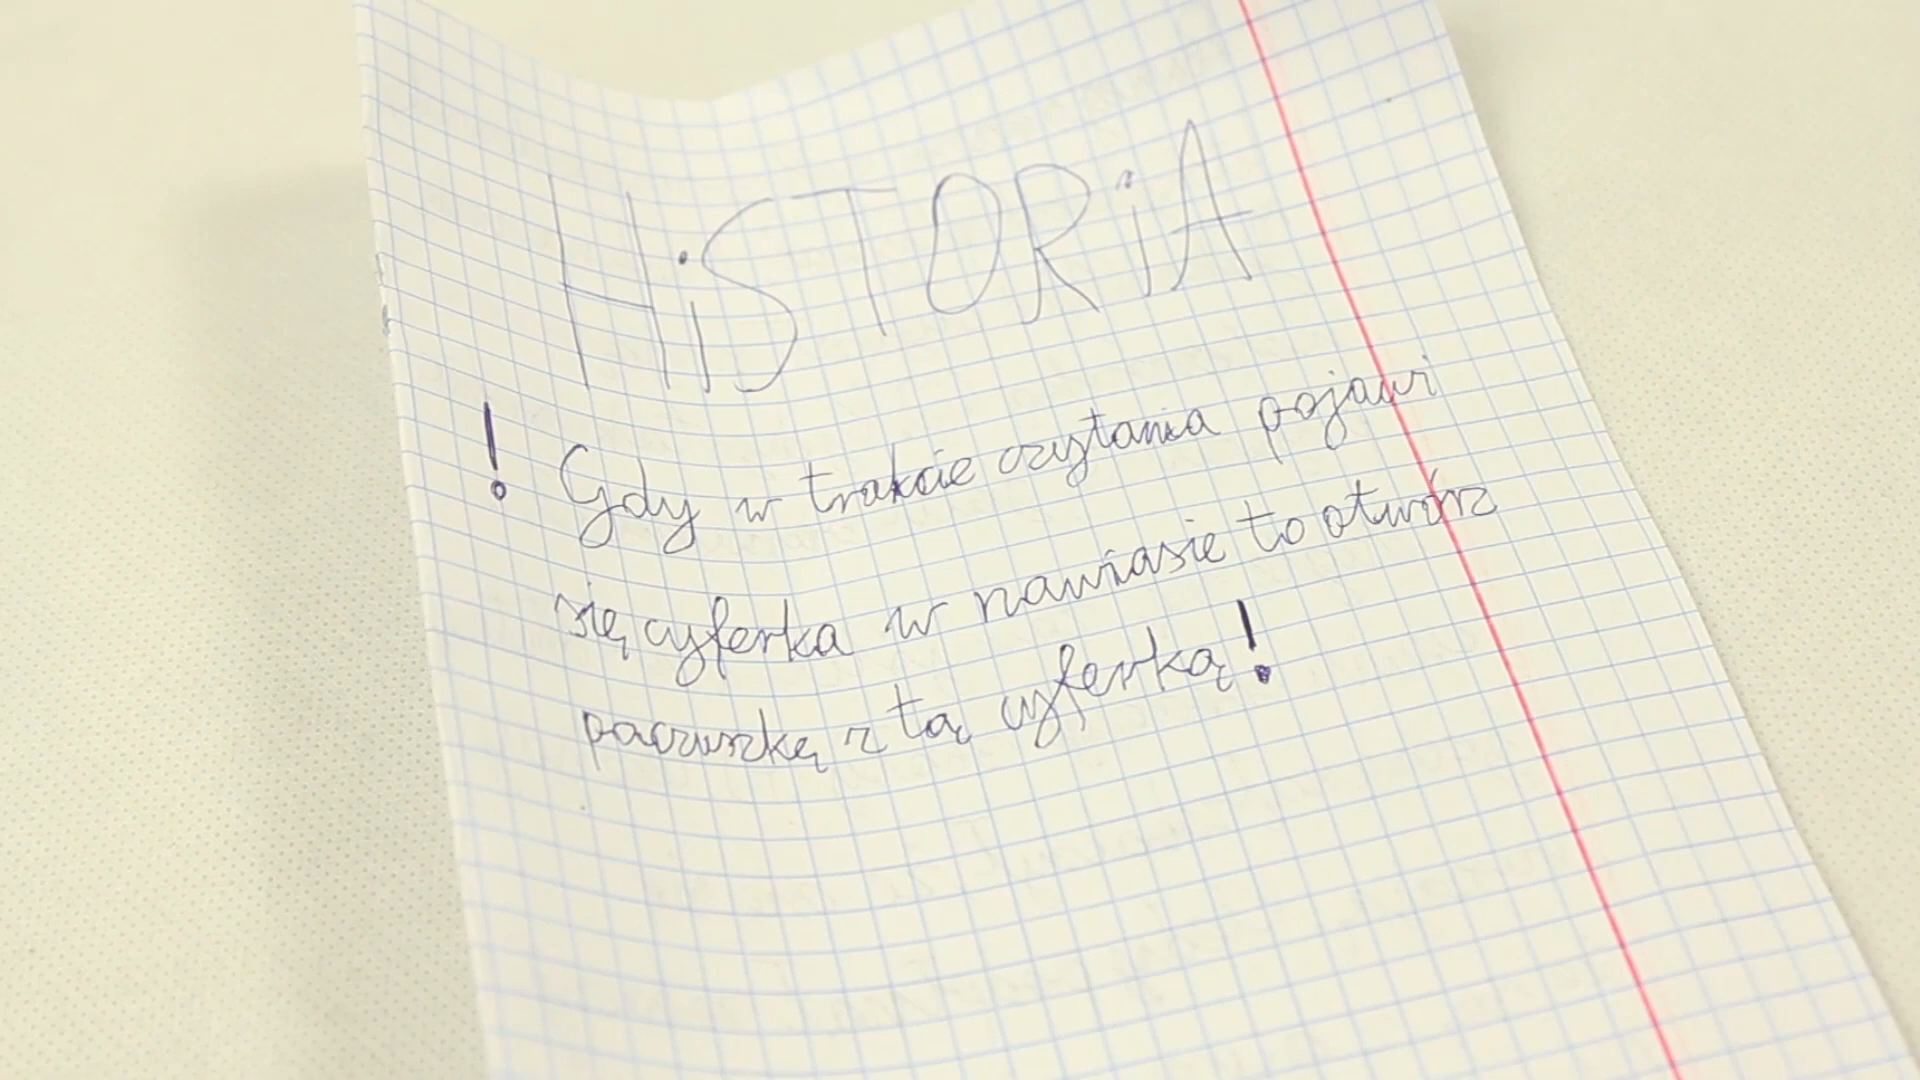 HiSTORiA
! Gdy w trakcie czytania pojawi
się cyferka w nawiasie to otwórz
paczuszkę z tą cyferką!